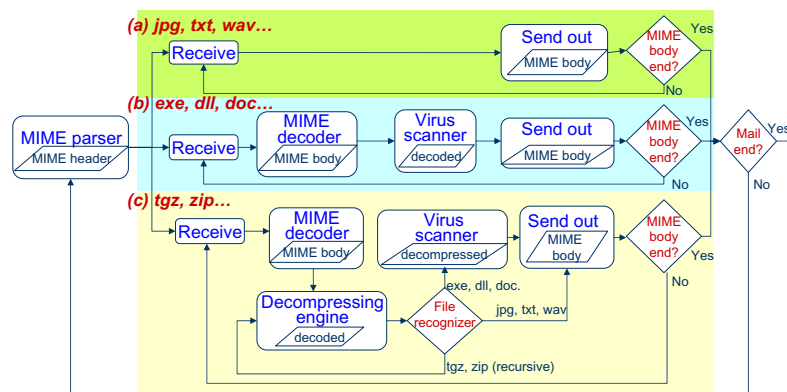 (a) jpg, txt, wav…
Receive
Send out
MIME body
MIME
body
end?
Yes
No
(b) exe, dll, doc…
MIME parser
MIME header
Receive
MIME
decoder
MIME body
Virus
scanner
decoded
Send out
MIME body
MIME
body
end?
Yes
No
Mail
end?
Yes
No
(c) tgz, zip…
Receive
MIME
decoder
MIME body
Virus
scanner
decompressed
Send out
MIME
body
MIME
body
end?
Yes
No
exe, dll, doc.
Decompressing
engine
decoded
File
recognizer
jpg, txt, wav
tgz, zip (recursive)